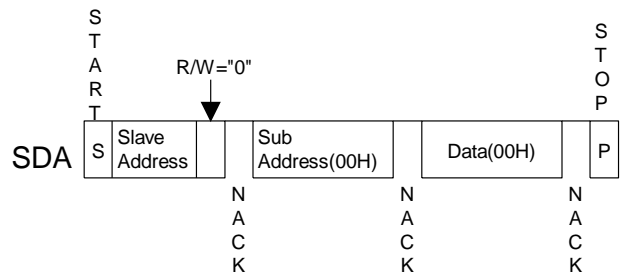 START
R/W="0"
STOP
SDA
S
Slave
Address
Sub
Address(00H)
Data(00H)
P
NACK
NACK
NACK